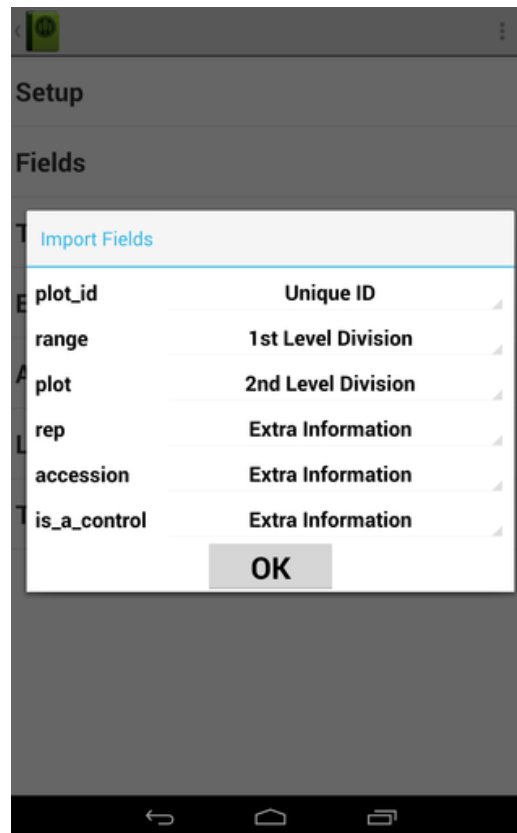 Setup
Fields
T
Import Fields
E
plot_id Unique ID
range 1st Level Division
A
plot 2nd Level Division
L
rep Extra Information
accession Extra Information
T
is_a_control Extra Information
OK